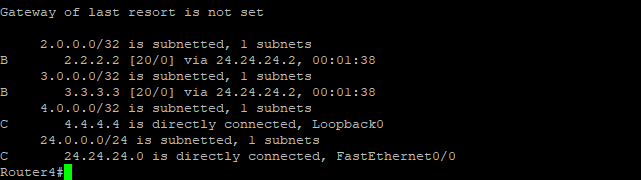 Gateway of last resort is not set
2.0.0.0/32 is subnetted, 1 subnets
B 2.2.2.2 [20/0] via 24.24.24.2, 00:01:38
3.0.0.0/32 is subnetted, 1 subnets
B 3.3.3.3 [20/0] via 24.24.24.2, 00:01:38
4.0.0.0/32 is subnetted, 1 subnets
C 4.4.4.4 is directly connected, Loopback0
24.0.0.0/24 is subnetted, 1 subnets
C 24.24.24.0 is directly connected, FastEthernet0/0
Router4#